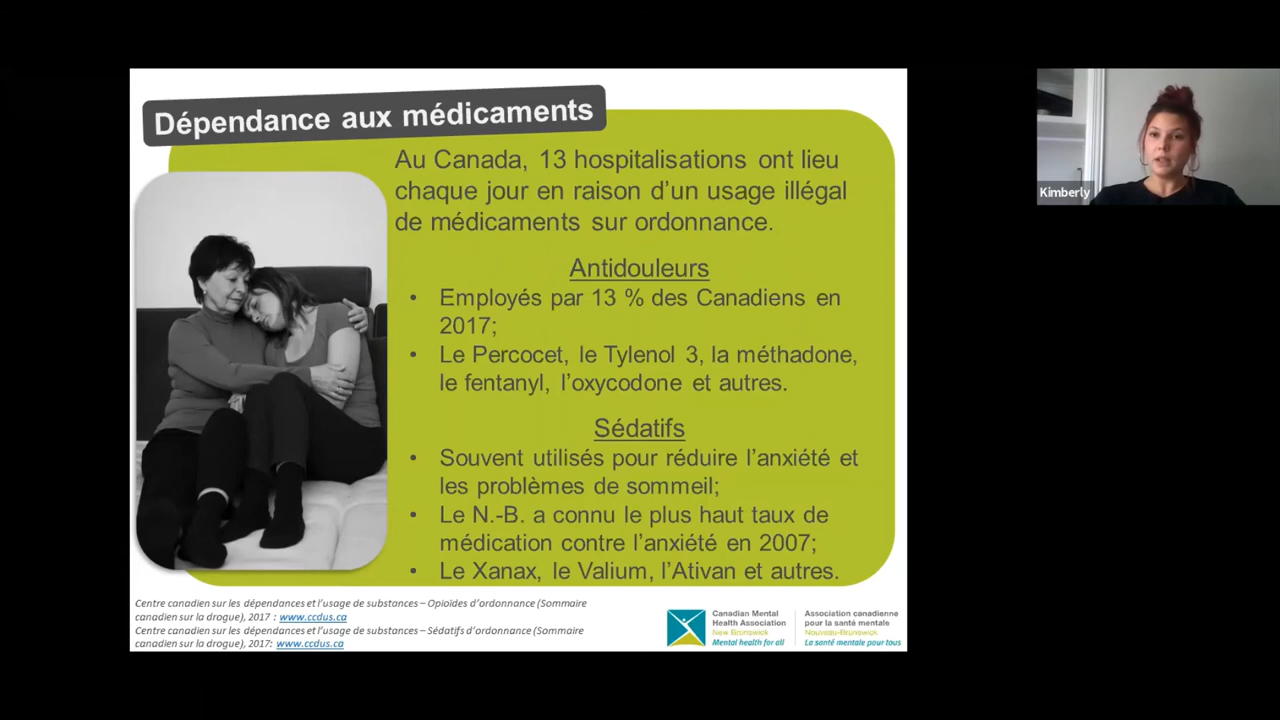 Dépendance aux médicaments
Au Canada, 13 hospitalisations ont lieu
chaque jour en raison d’un usage illégal
de médicaments sur ordonnance.
Antidouleurs
• Employés par 13 % des Canadiens en
2017;
• Le Percocet, le Tylenol 3, la méthadone,
le fentanyl, l’oxycodone et autres.
Sédatifs
• Souvent utilisés pour réduire l’anxiété et
les problèmes de sommeil;
• Le N.-B. a connu le plus haut taux de
médication contre l’anxiété en 2007;
• Le Xanax, le Valium, l’Ativan et autres.
Centre canadien sur les dépendances et l’usage de substances – Opioïdes d’ordonnance (Sommaire
canadien sur la drogue), 2017 : www.ccdus.ca
Centre canadien sur les dépendances et l’usage de substances – Sédatifs d’ordonnance (Sommaire
canadien sur la drogue), 2017: www.ccdus.ca
Canadian Mental
Health Association
New Brunswick
Mental health for all
Association canadienne
pour la santé mentale
Nouveau-Brunswick
La santé mentale pour tous
Kimberly